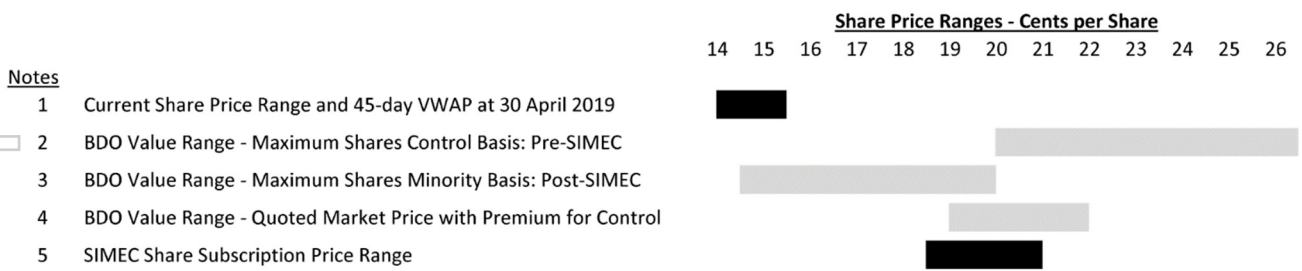 Share Price Ranges - Cents per Share
14 15 16 17 18 19 20 21 22 23 24 25 26
Notes
1 Current Share Price Range and 45-day VWAP at 30 April 2019
2 BDO Value Range - Maximum Shares Control Basis: Pre-SIMEC
3 BDO Value Range - Maximum Shares Minority Basis: Post-SIMEC
4 BDO Value Range - Quoted Market Price with Premium for Control
5 SIMEC Share Subscription Price Range